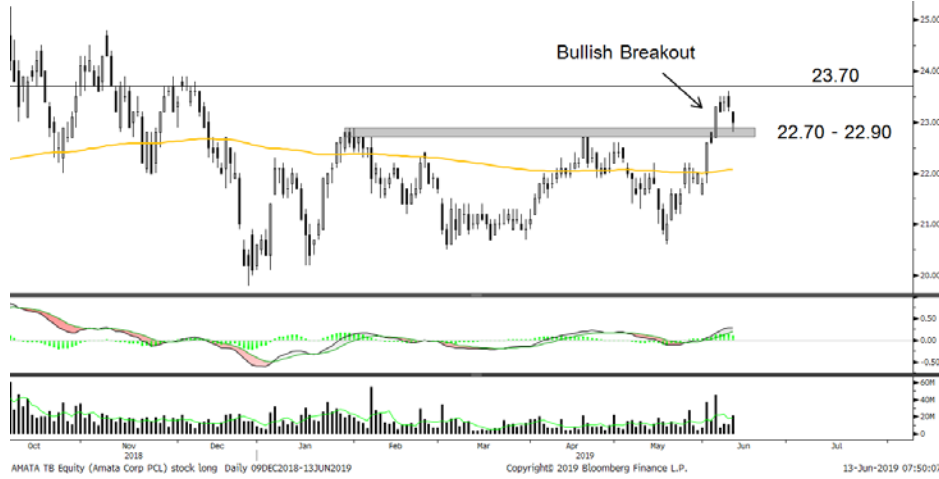 25.00
Bullish Breakout
24.00
23.70
23.00
22.70 - 22.90
22.00
21.00
20.00
0.50
0.00
-0.50
60M
40M
20M
0
Oct Nov Dec Jan Feb Mar Apr May Jun Jul
2018 2019
AMATA TB Equity (Amata Corp PCL) stock long Daily 09DEC2018-13JUN2019 Copyright© 2019 Bloomberg Finance L.P. 13-Jun-2019 07:50:07